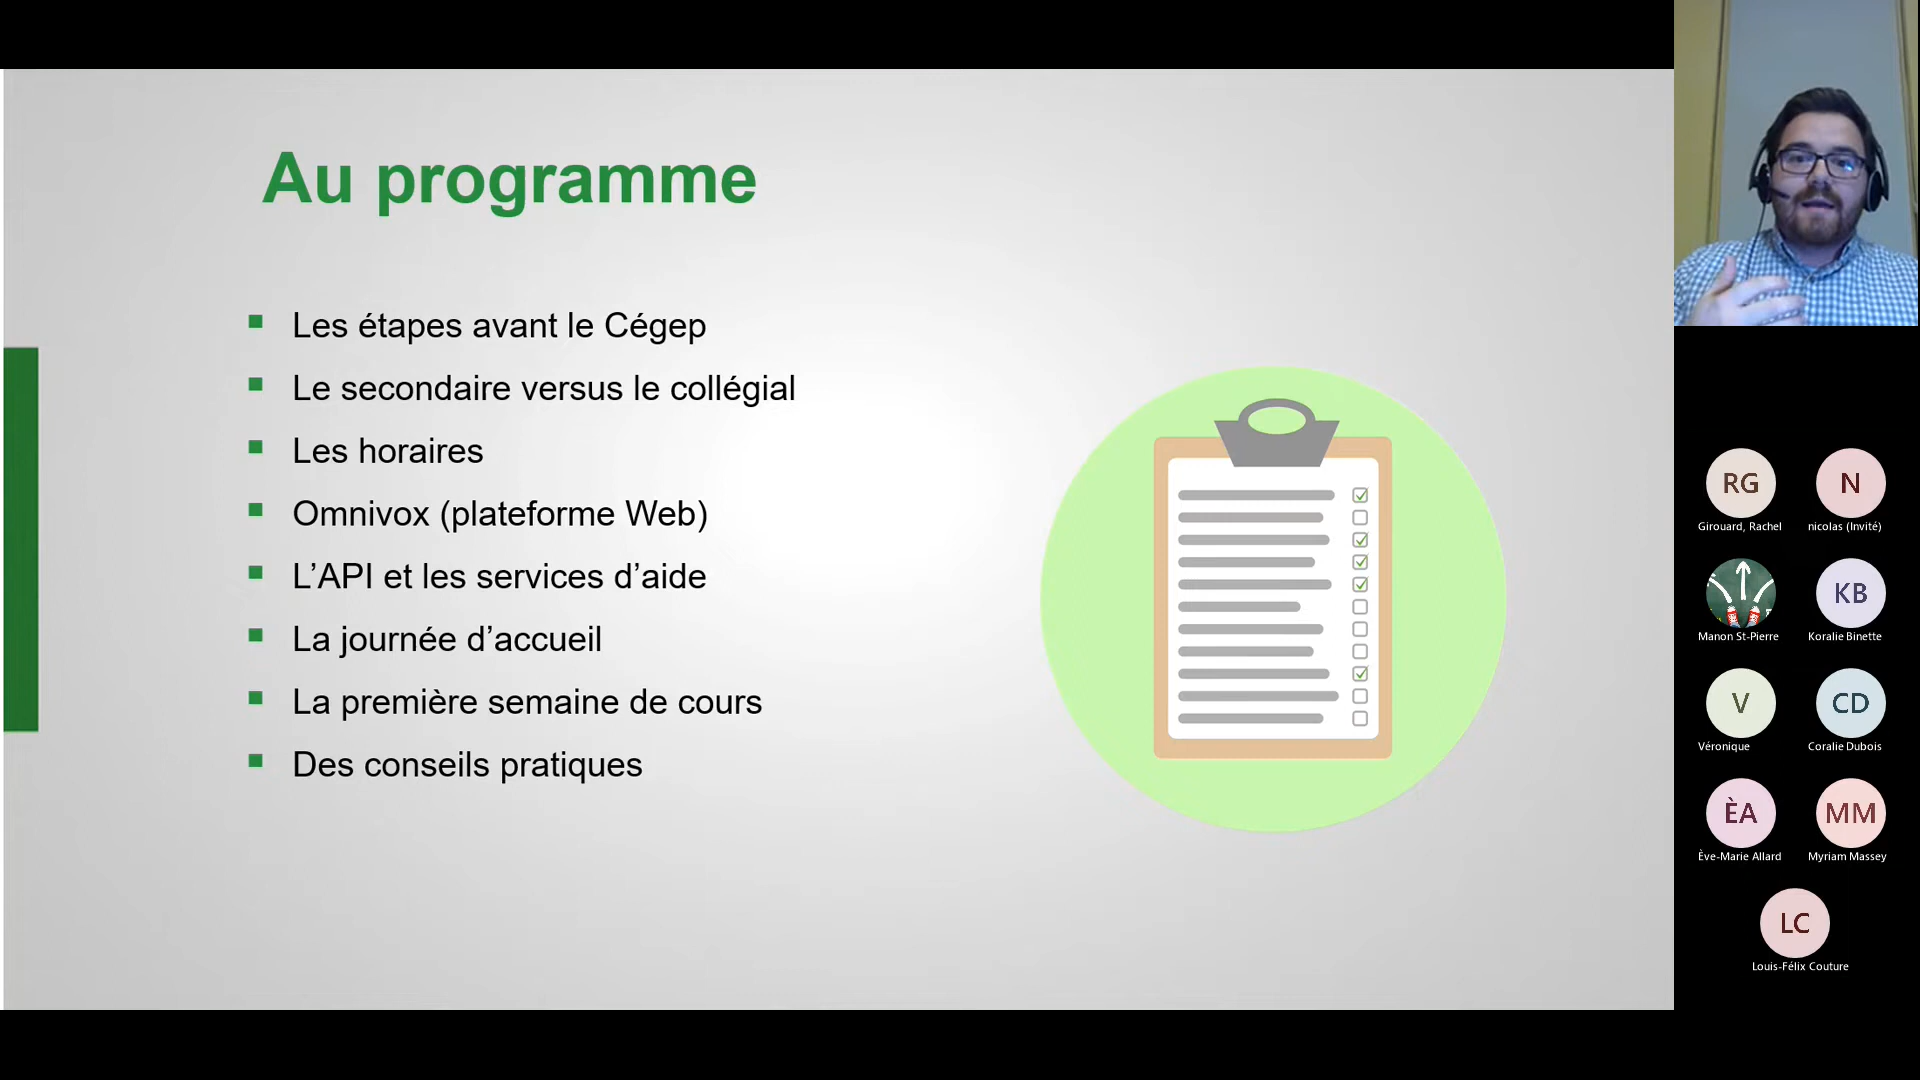 Au programme
Les étapes avant le Cégep
Le secondaire versus le collégial
Les horaires
Omnivox (plateforme Web)
L’API et les services d’aide
La journée d’accueil
La première semaine de cours
Des conseils pratiques
RG
N
Girouard, Rachel
nicolas (Invité)
KB
Manon St-Pierre
Koralie Binette
V
CD
Véronique
Coralie Dubois
ÈA
MM
Ève-Marie Allard
Myriam Massey
LC
Louis-Félix Couture